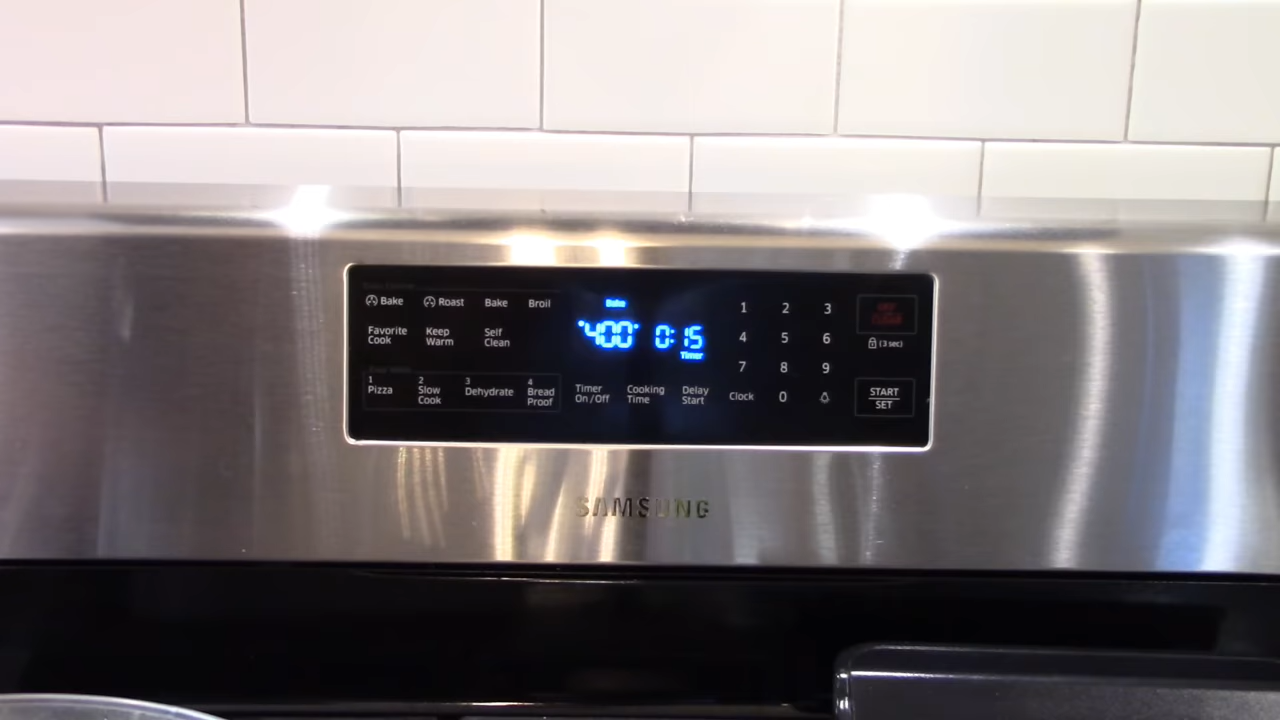 Bake Roast Bake Broil
Favorite Cook
Keep Warm
Self Clean
1 Pizza
2 Slow Cook
3 Dehydrate
4 Bread Proof
Bake
400° 0:15
Timer
Timer On/Off
Cooking Time
Delay Start
1 2 3
4 5 6
7 8 9
Clock 0
(3 sec)
START
SET
SAMSUNG